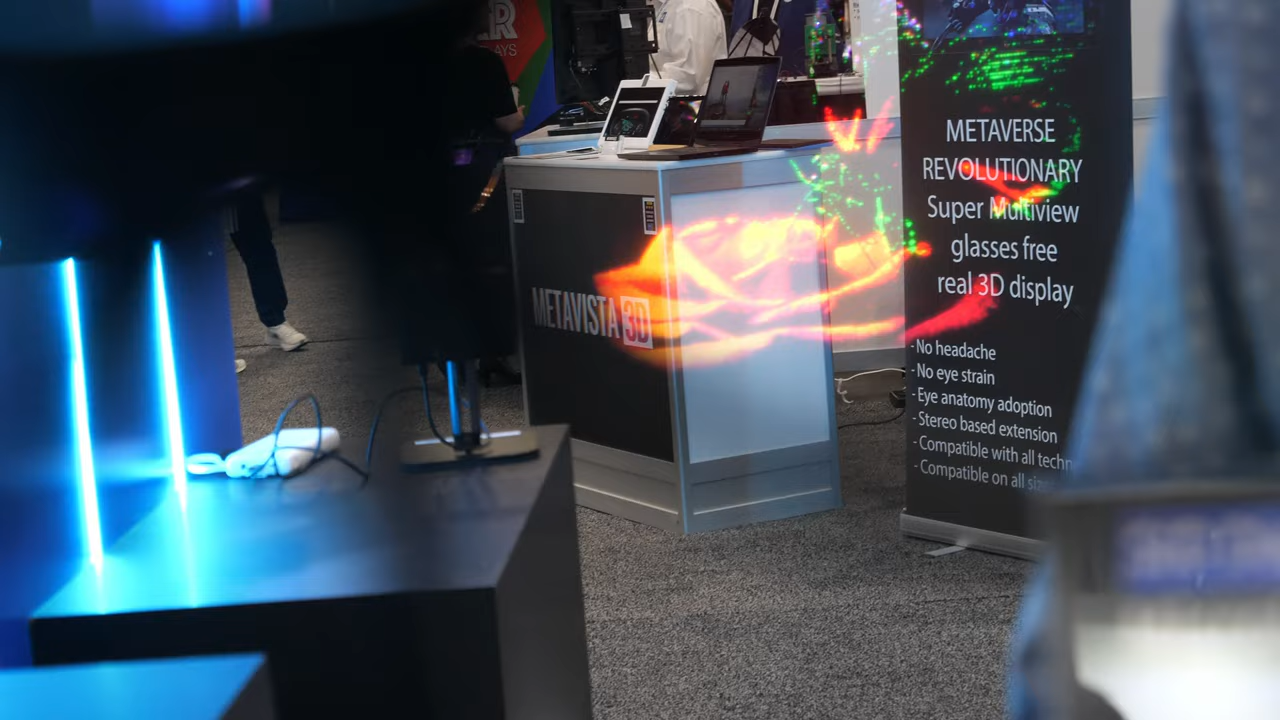 METAVISTA 3D
METAVERSE
REVOLUTIONARY
Super Multiview
glasses free
real 3D display
- No headache
- No eye strain
- Eye anatomy adoption
- Stereo based extension
- Compatible with all techn
- Compatible on all